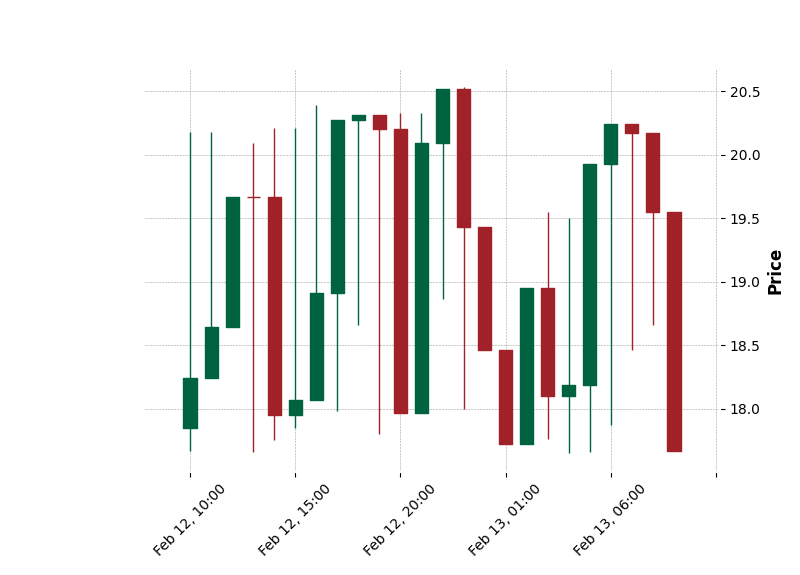 20.5
20.0
19.5
19.0
18.5
18.0
Price
Feb 12, 10:00
Feb 12, 15:00
Feb 12, 20:00
Feb 13, 01:00
Feb 13, 06:00